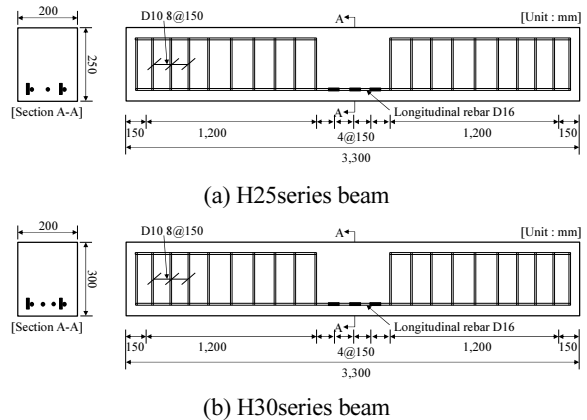 200
D10 8@150
A
[Unit : mm]
250
[Section A-A]
A
Longitudinal rebar D16
150
1,200
4@150
1,200
150
3,300
(a) H25series beam
200
D10 8@150
A
[Unit : mm]
300
[Section A-A]
A
Longitudinal rebar D16
150
1,200
4@150
1,200
150
3,300
(b) H30series beam